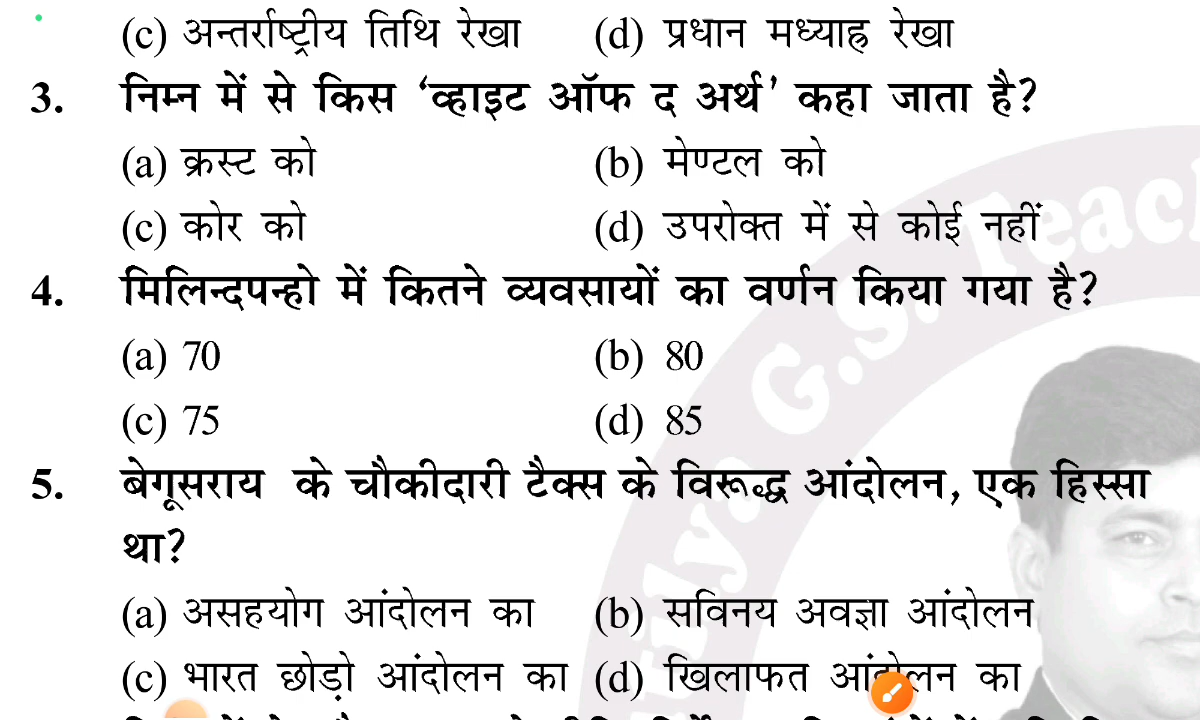 (c) अन्तर्राष्ट्रीय तिथि रेखा (d) प्रधान मध्याह्न रेखा
3. निम्न में से किस ‘व्हाइट ऑफ द अर्थ’ कहा जाता है?
(a) क्रस्ट को (b) मेण्टल को
(c) कोर को (d) उपरोक्त में से कोई नहीं
4. मिलिन्दपन्हो में कितने व्यवसायों का वर्णन किया गया है?
(a) 70 (b) 80
(c) 75 (d) 85
5. बेगूसराय के चौकीदारी टैक्स के विरूद्ध आंदोलन, एक हिस्सा
था?
(a) असहयोग आंदोलन का (b) सविनय अवज्ञा आंदोलन
(c) भारत छोड़ो आंदोलन का (d) खिलाफत आंदोलन का
G.S.